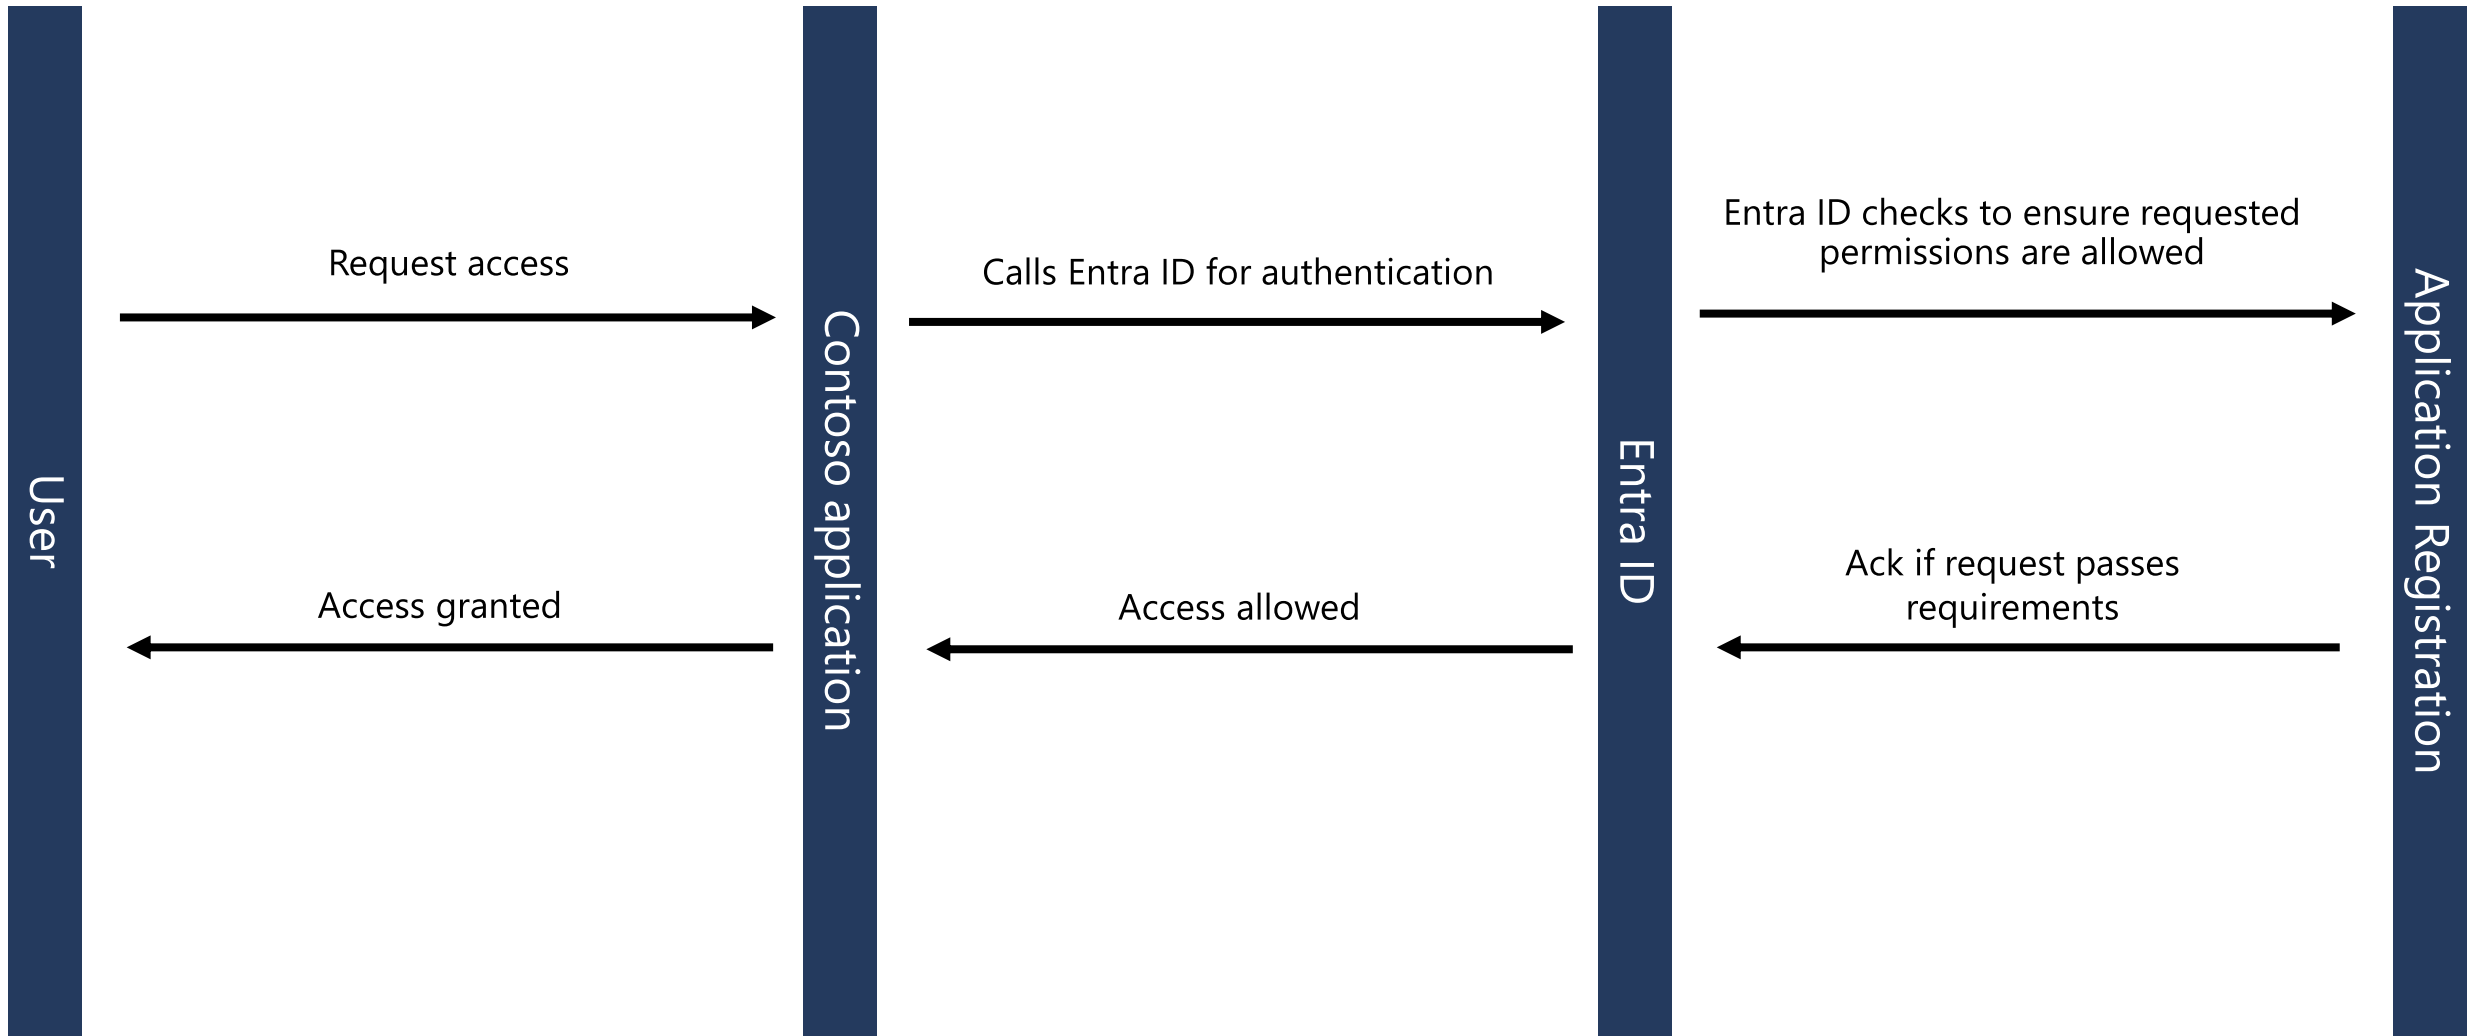 User
Request access
Access granted
Contoso application
Calls Entra ID for authentication
Access allowed
Entra ID
Entra ID checks to ensure requested
permissions are allowed
Ack if request passes
requirements
Application Registration